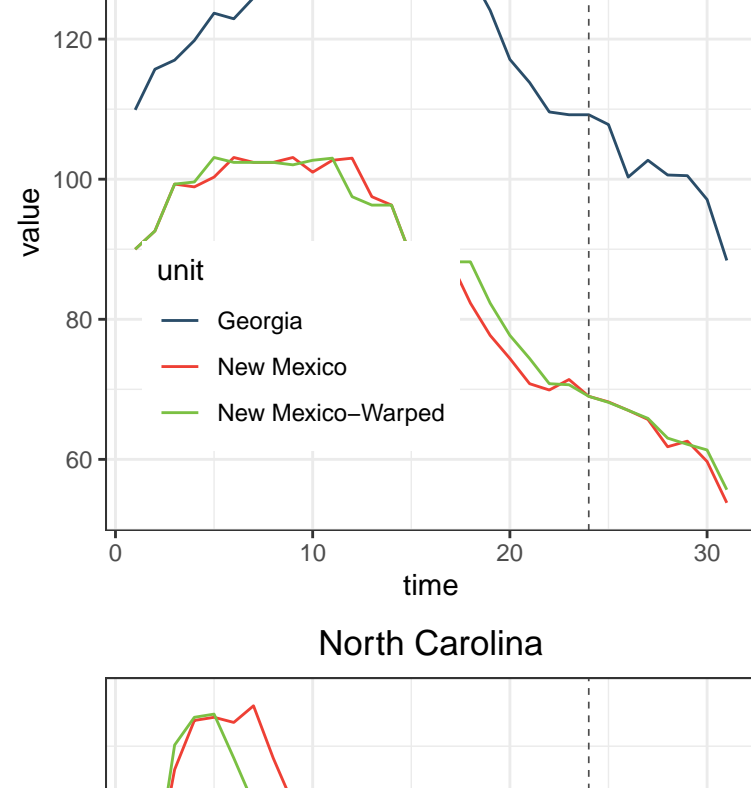 120
100
80
60
value
unit
Georgia
New Mexico
New Mexico−Warped
0 10 20 30
time
North Carolina